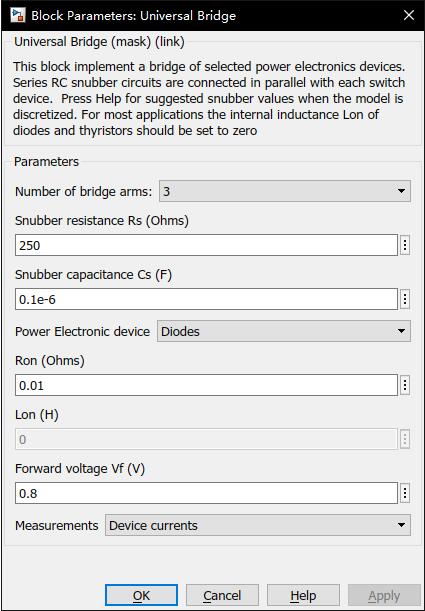 Block Parameters: Universal Bridge
Universal Bridge (mask) (link)
This block implement a bridge of selected power electronics devices.
Series RC snubber circuits are connected in parallel with each switch
device.  Press Help for suggested snubber values when the model is
discretized. For most applications the internal inductance Lon of
diodes and thyristors should be set to zero
Parameters
Number of bridge arms: 3
Snubber resistance Rs (Ohms)
250
Snubber capacitance Cs (F)
0.1e-6
Power Electronic device Diodes
Ron (Ohms)
0.01
Lon (H)
0
Forward voltage Vf (V)
0.8
Measurements Device currents
OK Cancel Help Apply